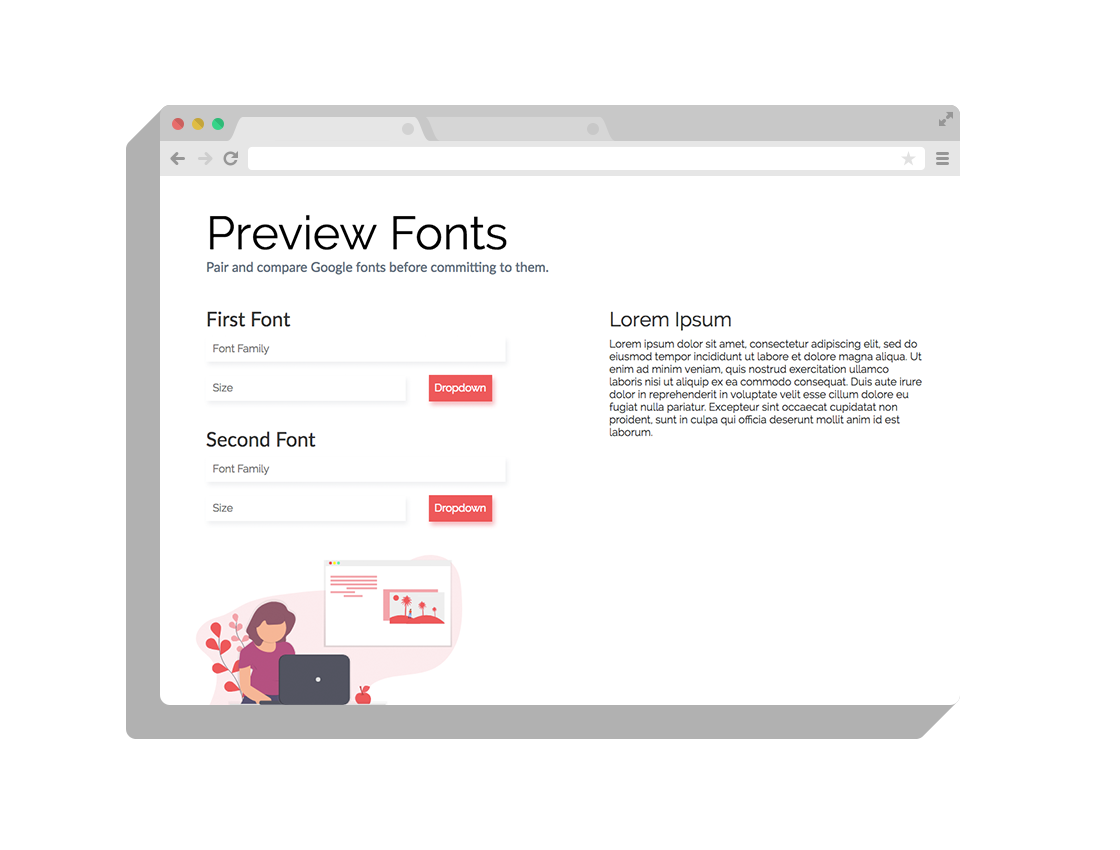 Preview Fonts
Pair and compare Google fonts before committing to them.
First Font
Font Family
Size
Dropdown
Second Font
Font Family
Size
Dropdown
Lorem Ipsum
Lorem ipsum dolor sit amet, consectetur adipiscing elit, sed do
eiusmod tempor incididunt ut labore et dolore magna aliqua. Ut
enim ad minim veniam, quis nostrud exercitation ullamco
laboris nisi ut aliquip ex ea commodo consequat. Duis aute irure
dolor in reprehenderit in voluptate velit esse cillum dolore eu
fugiat nulla pariatur. Excepteur sint occaecat cupidatat non
proident, sunt in culpa qui officia deserunt mollit anim id est
laborum.